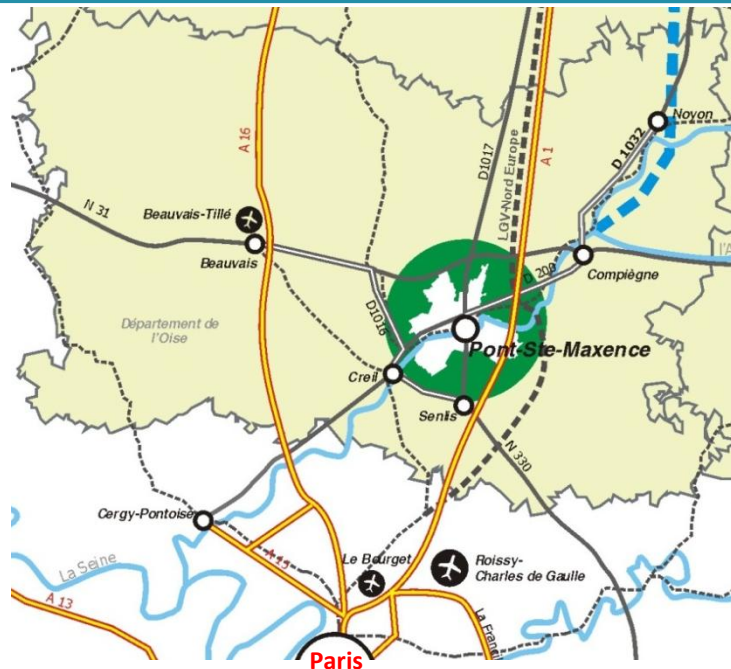 Noyon
D 1032
A 16
D1017
LGV-Nord Europe
A 1
N 31
Beauvais-Tillé
Beauvais
D 200
Compiègne
l'A
Département de
l'Oise
D1016
Pont-Ste-Maxence
Creil
Senlis
N 330
Cergy-Pontoise
La Seine
A 15
Le Bourget
Roissy-
Charles de Gaulle
A 13
La Franci
Paris